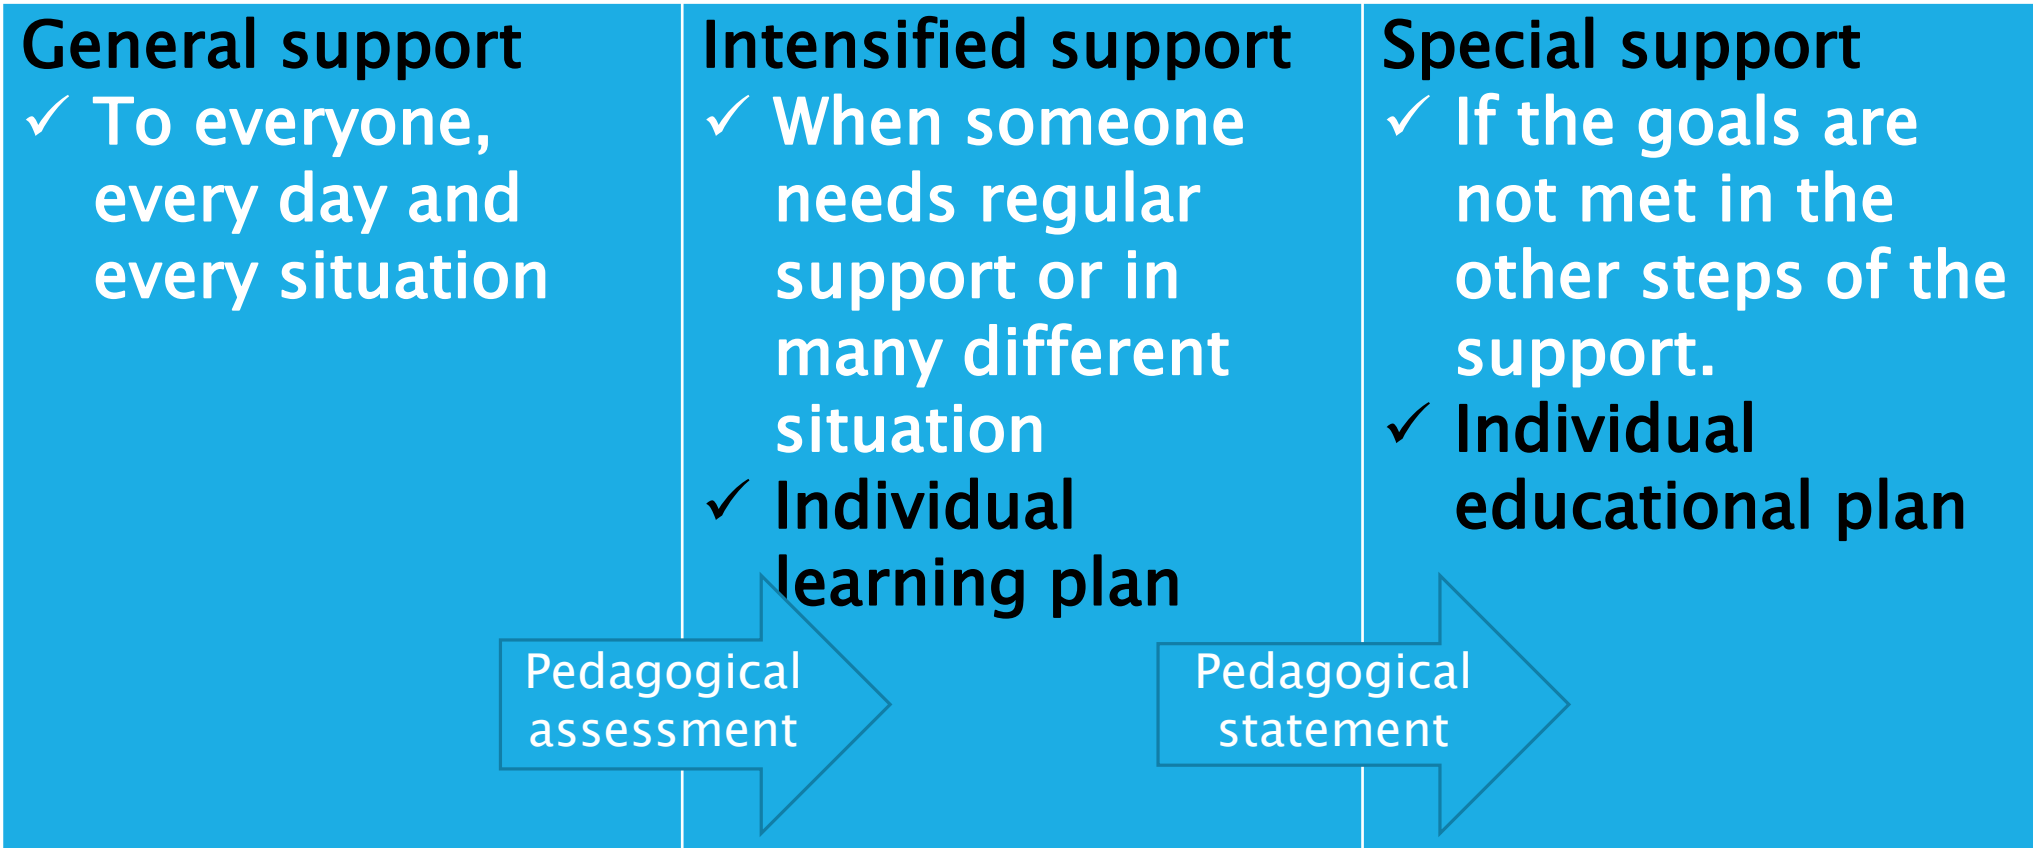 General support
✓ To everyone,
every day and
every situation
Intensified support
✓ When someone
needs regular
support or in
many different
situation
✓ Individual
learning plan
Special support
✓ If the goals are
not met in the
other steps of the
support.
✓ Individual
educational plan
Pedagogical
assessment
Pedagogical
statement